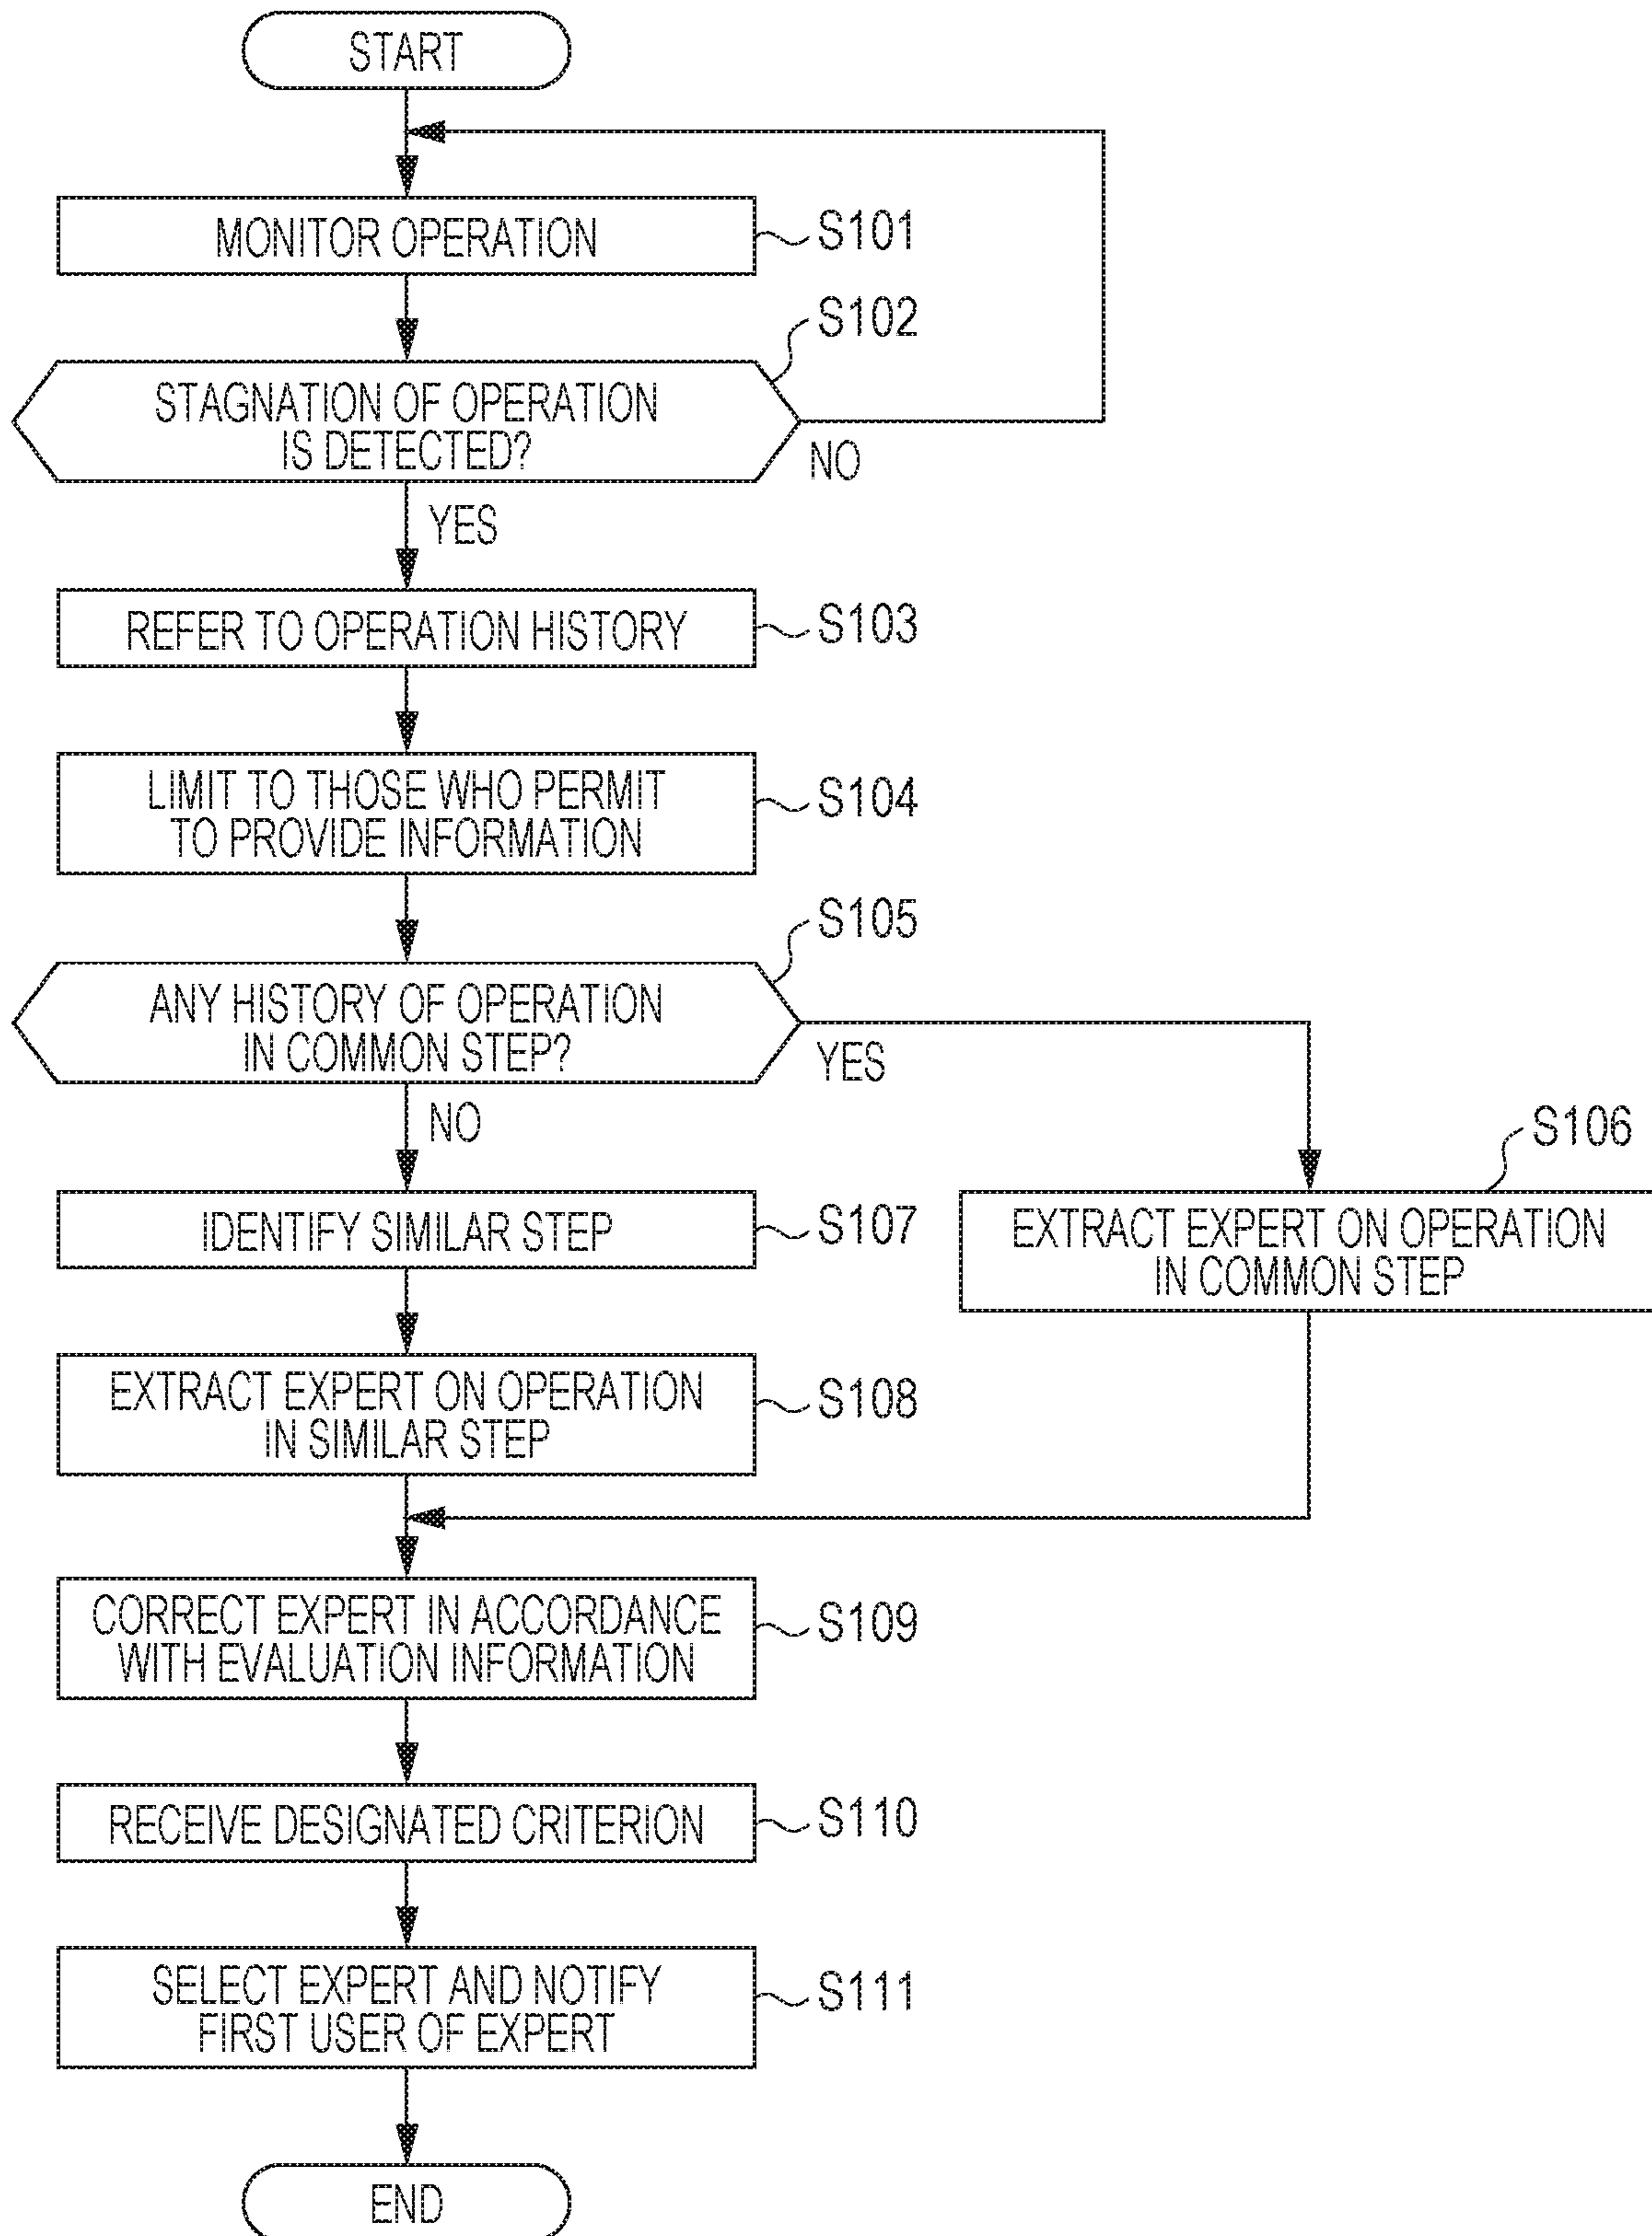 START
MONITOR OPERATION
S101
S102
STAGNATION OF OPERATION
IS DETECTED?
NO
YES
REFER TO OPERATION HISTORY
S103
LIMIT TO THOSE WHO PERMIT
TO PROVIDE INFORMATION
S104
S105
ANY HISTORY OF OPERATION
IN COMMON STEP?
YES
NO
S106
IDENTIFY SIMILAR STEP
S107
EXTRACT EXPERT ON OPERATION
IN COMMON STEP
EXTRACT EXPERT ON OPERATION
IN SIMILAR STEP
S108
CORRECT EXPERT IN ACCORDANCE
WITH EVALUATION INFORMATION
S109
RECEIVE DESIGNATED CRITERION
S110
SELECT EXPERT AND NOTIFY
FIRST USER OF EXPERT
S111
END